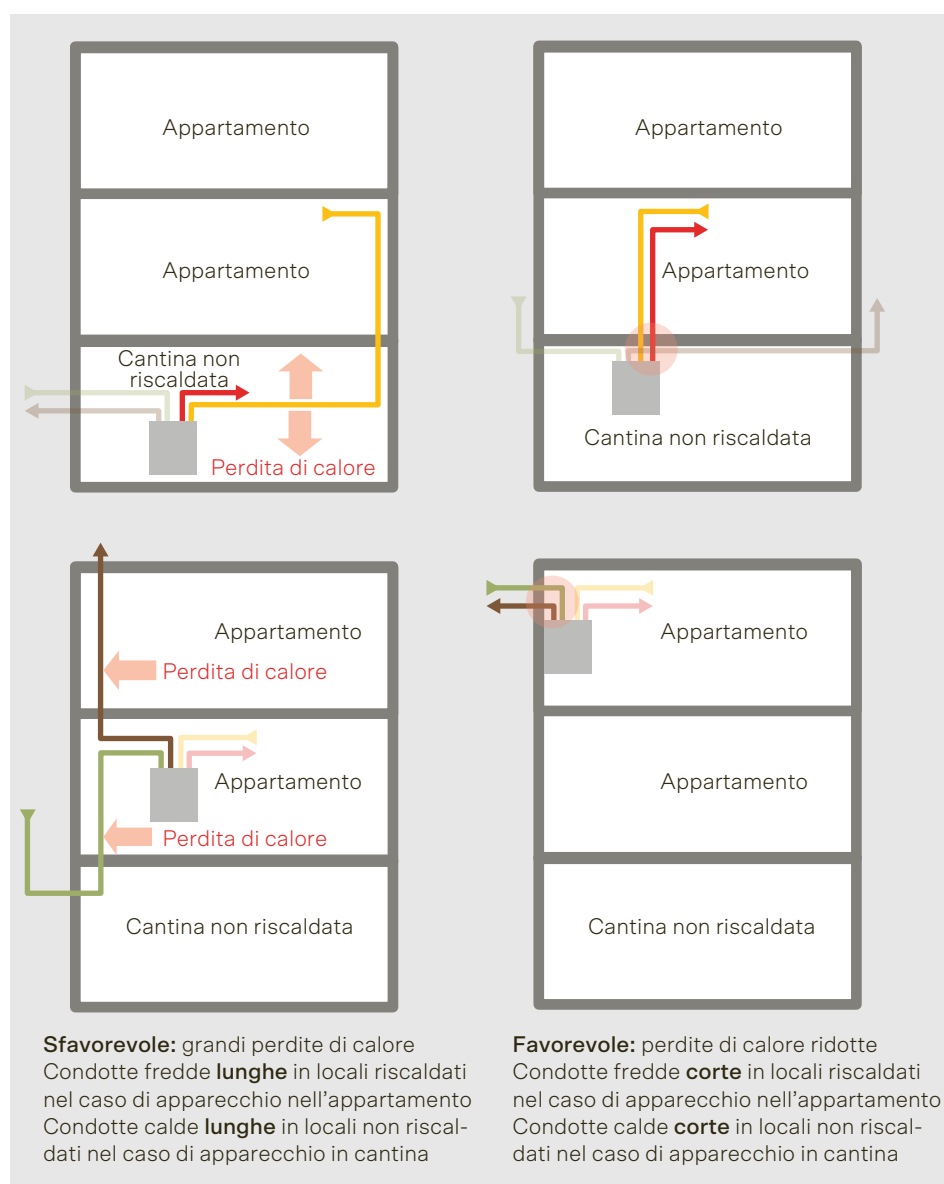 Appartamento
Appartamento
Cantina non
riscaldata
Perdita di calore
Appartamento
Appartamento
Cantina non riscaldata
Appartamento
Perdita di calore
Appartamento
Perdita di calore
Cantina non riscaldata
Appartamento
Appartamento
Cantina non riscaldata
Sfavorevole: grandi perdite di calore
Condotte fredde lunghe in locali riscaldati
nel caso di apparecchio nell’appartamento
Condotte calde lunghe in locali non riscal-
dati nel caso di apparecchio in cantina
Favorevole: perdite di calore ridotte
Condotte fredde corte in locali riscaldati
nel caso di apparecchio nell’appartamento
Condotte calde corte in locali non riscal-
dati nel caso di apparecchio in cantina